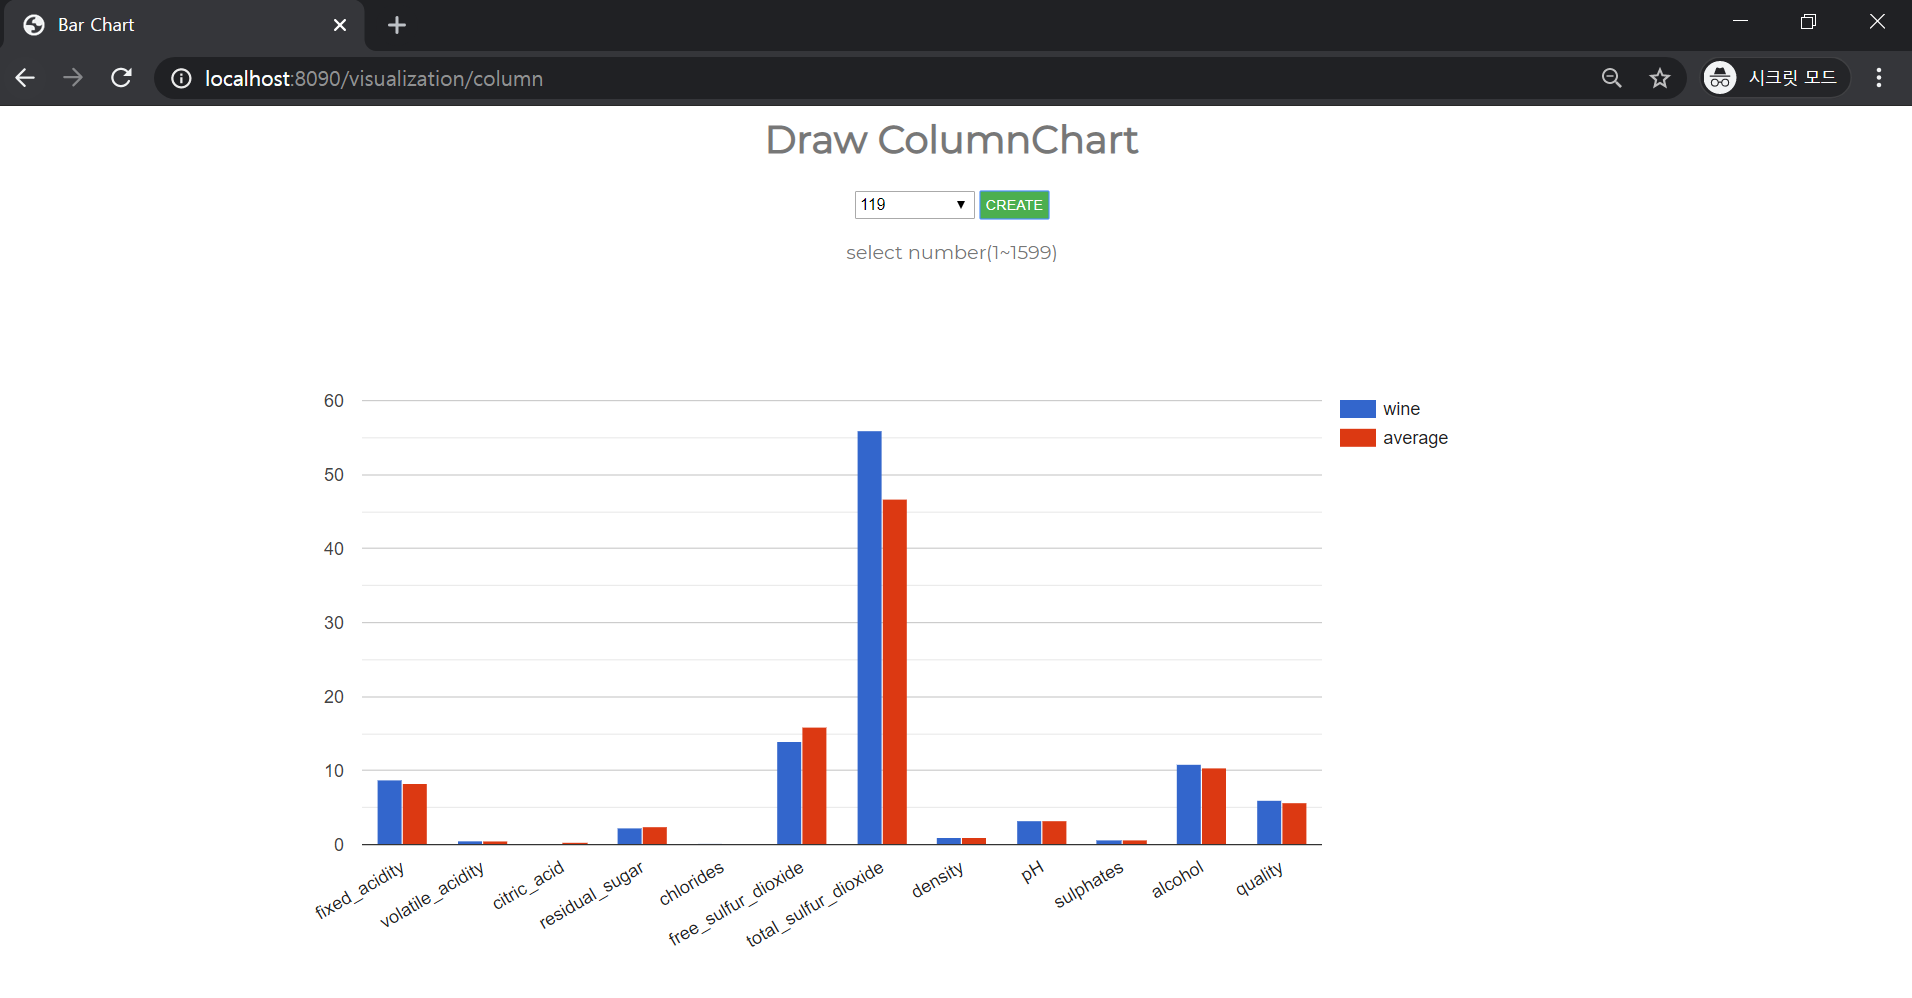 Bar Chart
localhost:8090/visualization/column
시크릿 모드
Draw ColumnChart
119
CREATE
select number(1~1599)
60
50
40
30
20
10
0
wine
average
fixed_acidity
volatile_acidity
citric_acid
residual_sugar
chlorides
free_sulfur_dioxide
total_sulfur_dioxide
density
pH
sulphates
alcohol
quality